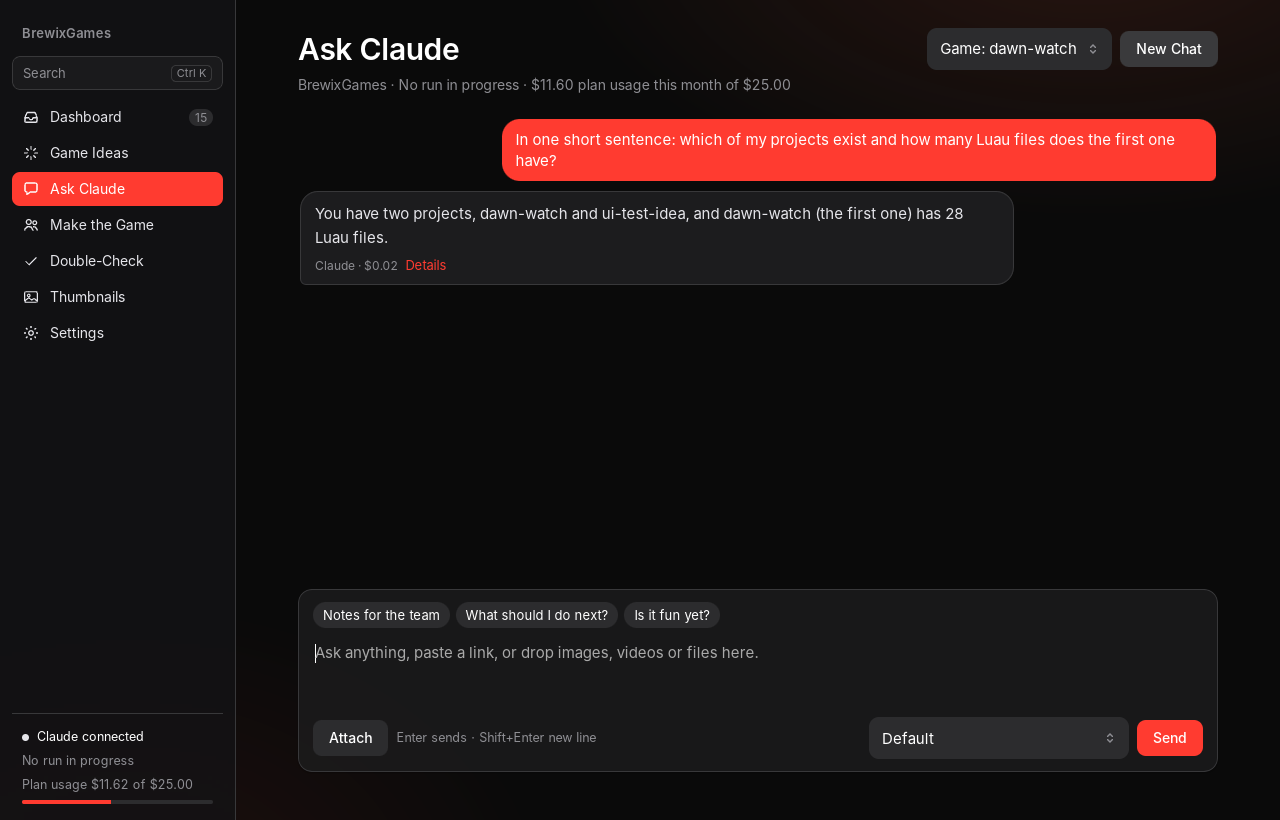 BrewixGames
Search
Ctrl K
Dashboard
15
Game Ideas
Ask Claude
Make the Game
Double-Check
Thumbnails
Settings
Claude connected
No run in progress
Plan usage $11.62 of $25.00
Ask Claude
Game: dawn-watch
New Chat
BrewixGames · No run in progress · $11.60 plan usage this month of $25.00
In one short sentence: which of my projects exist and how many Luau files does the first one
have?
You have two projects, dawn-watch and ui-test-idea, and dawn-watch (the first one) has 28
Luau files.
Claude · $0.02 Details
Notes for the team
What should I do next?
Is it fun yet?
Ask anything, paste a link, or drop images, videos or files here.
Attach
Enter sends · Shift+Enter new line
Default
Send